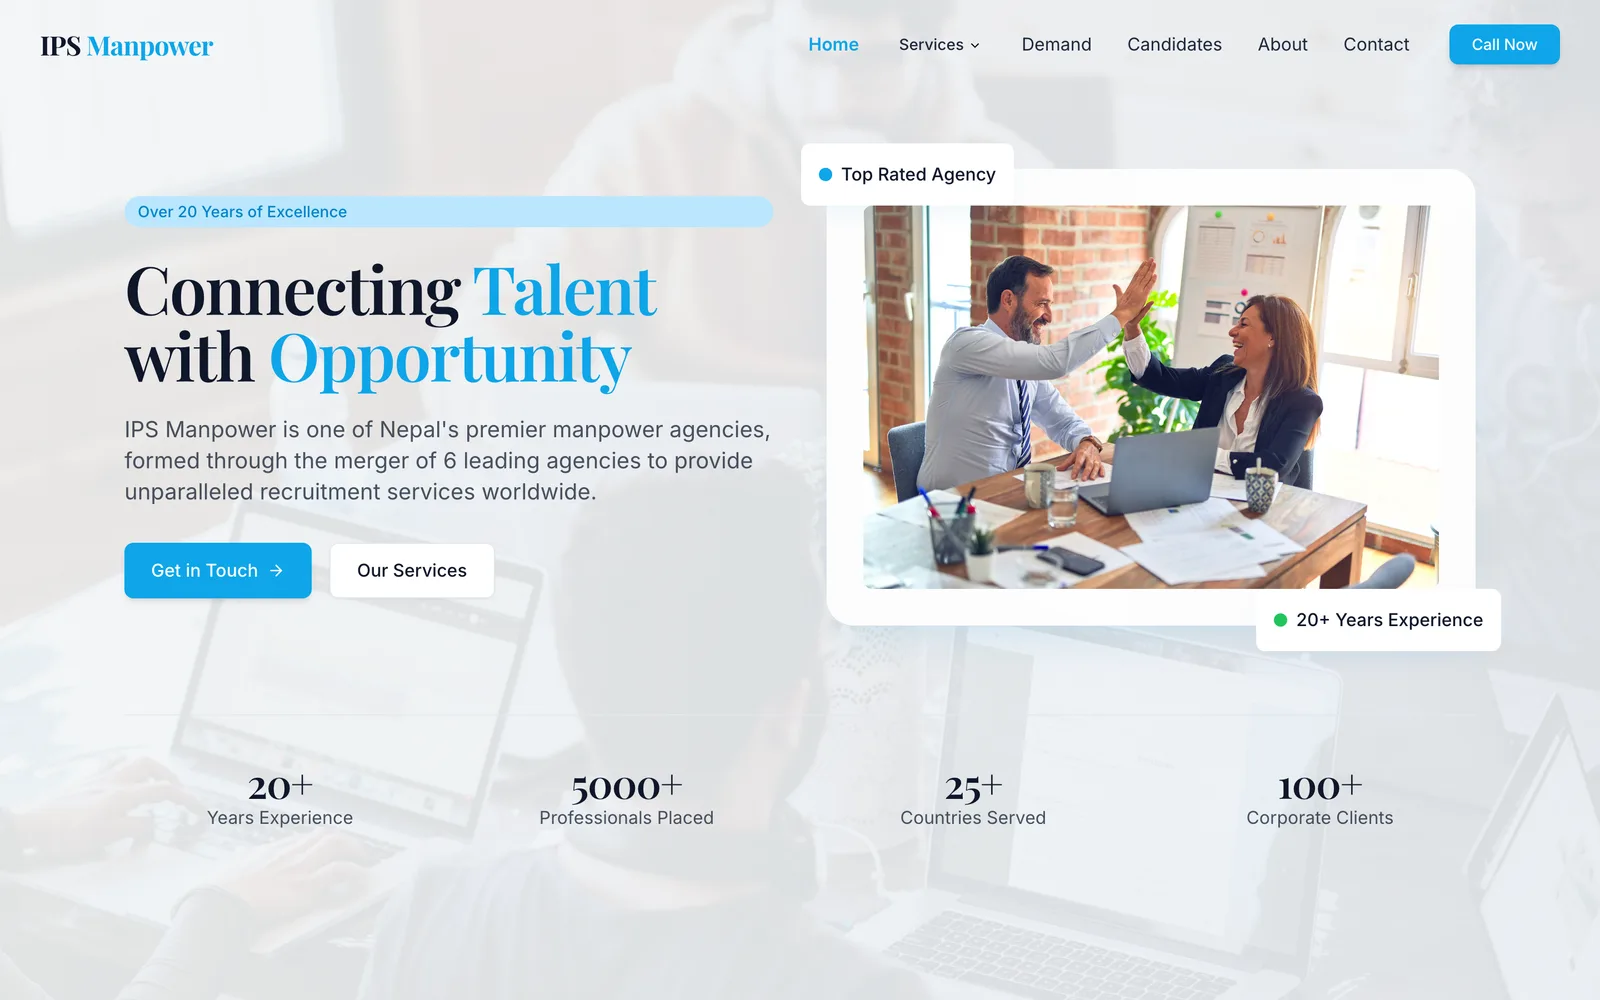 IPS Manpower
Home
Services
Demand
Candidates
About
Contact
Call Now
Over 20 Years of Excellence
Connecting Talent
with Opportunity
IPS Manpower is one of Nepal's premier manpower agencies,
formed through the merger of 6 leading agencies to provide
unparalleled recruitment services worldwide.
Get in Touch →
Our Services
Top Rated Agency
20+ Years Experience
20+
Years Experience
5000+
Professionals Placed
25+
Countries Served
100+
Corporate Clients